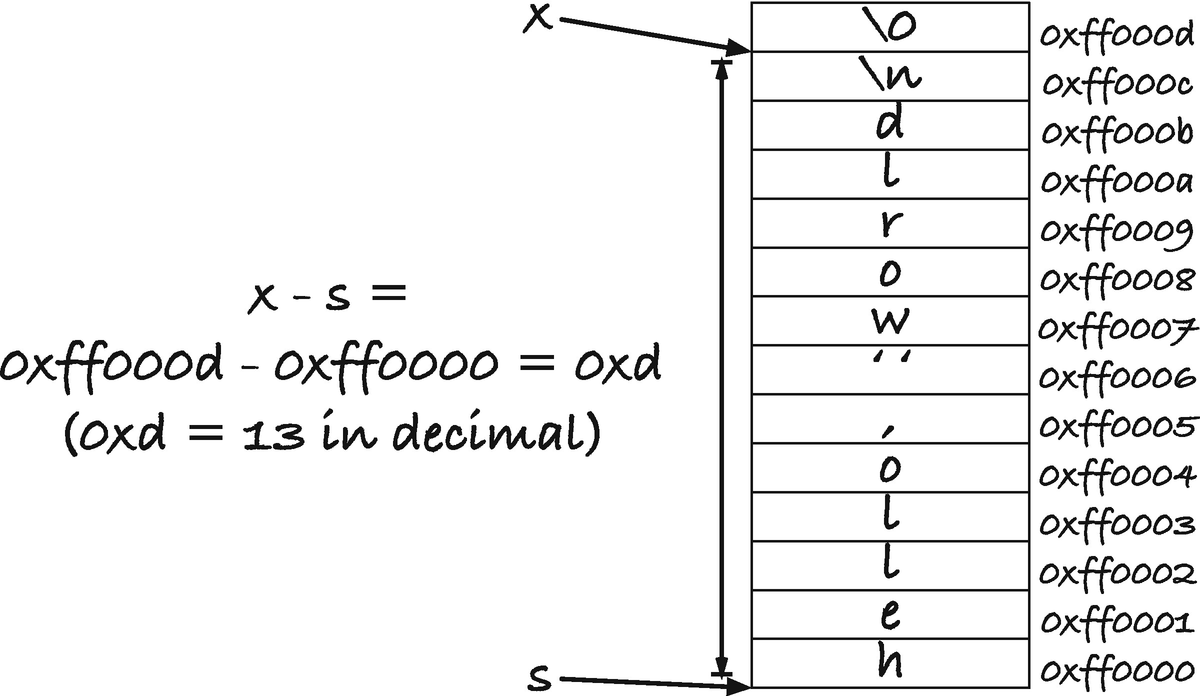 x
\0 0xff000d
\n 0xff000c
d 0xff000b
l 0xff000a
r 0xff0009
o 0xff0008
w 0xff0007
' ' 0xff0006
, 0xff0005
o 0xff0004
l 0xff0003
l 0xff0002
e 0xff0001
h 0xff0000
s
x - s =
0xff000d - 0xff0000 = 0xd
(0xd = 13 in decimal)